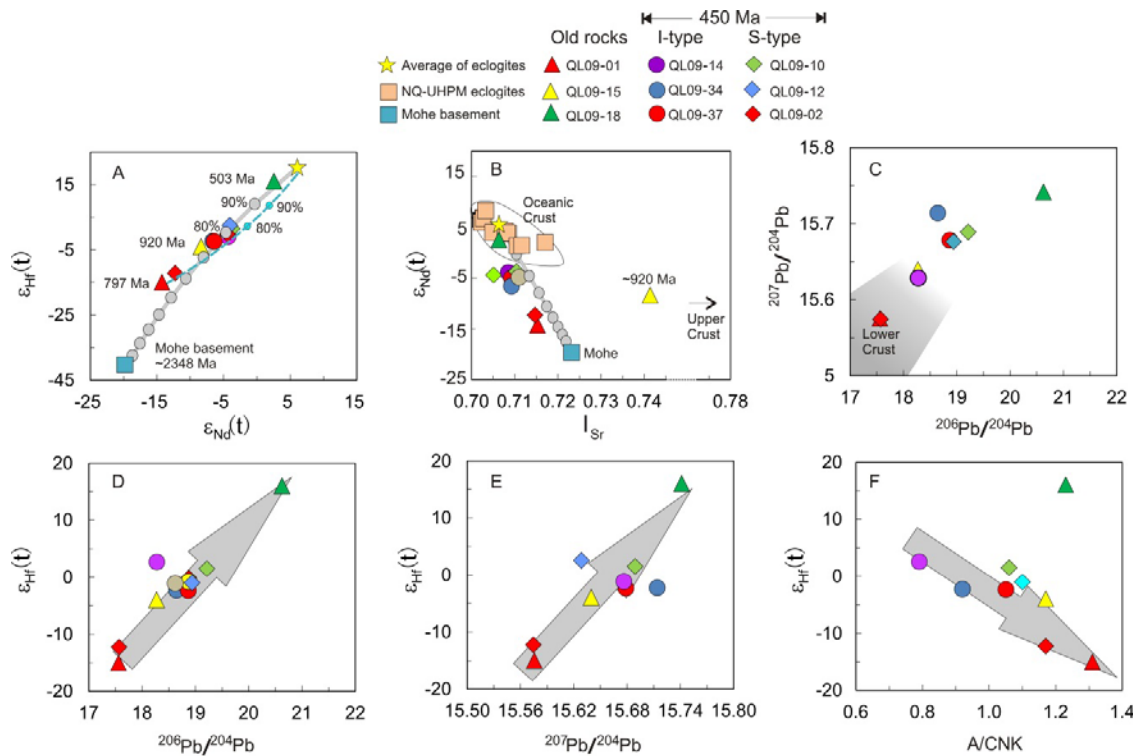 450 Ma
Old rocks I-type S-type
Average of eclogites QL09-01 QL09-14 QL09-10
NQ-UHPM eclogites QL09-15 QL09-34 QL09-12
Mohe basement QL09-18 QL09-37 QL09-02
A
15
5
-5
-15
-25
-35
-45
εHf(t)
503 Ma
90%
90%
80%
80%
920 Ma
797 Ma
Mohe basement
~2348 Ma
-25 -15 -5 5 15
εNd(t)
B
25
15
5
-5
-15
-25
εNd(t)
Oceanic
Crust
~920 Ma
Upper
Crust
Mohe
0.70 0.71 0.72 0.74 0.78
ISr
C
15.8
15.7
15.6
5
207Pb/204Pb
Lower
Crust
17 18 19 20 21 22
206Pb/204Pb
D
20
10
0
-10
-20
εHf(t)
17 18 19 20 21 22
206Pb/204Pb
E
20
10
0
-10
-20
εHf(t)
15.50 15.56 15.62 15.68 15.74 15.80
207Pb/204Pb
F
20
10
0
-10
-20
εHf(t)
0.6 0.8 1.0 1.2 1.4
A/CNK